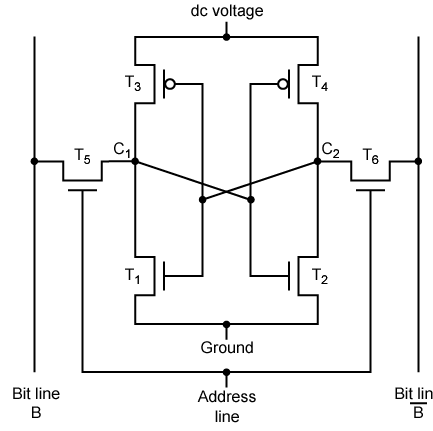 dc voltage
T3
T4
T5
C1
C2
T6
T1
T2
Ground
Bit line
B
Address
line
Bit lin
B̅